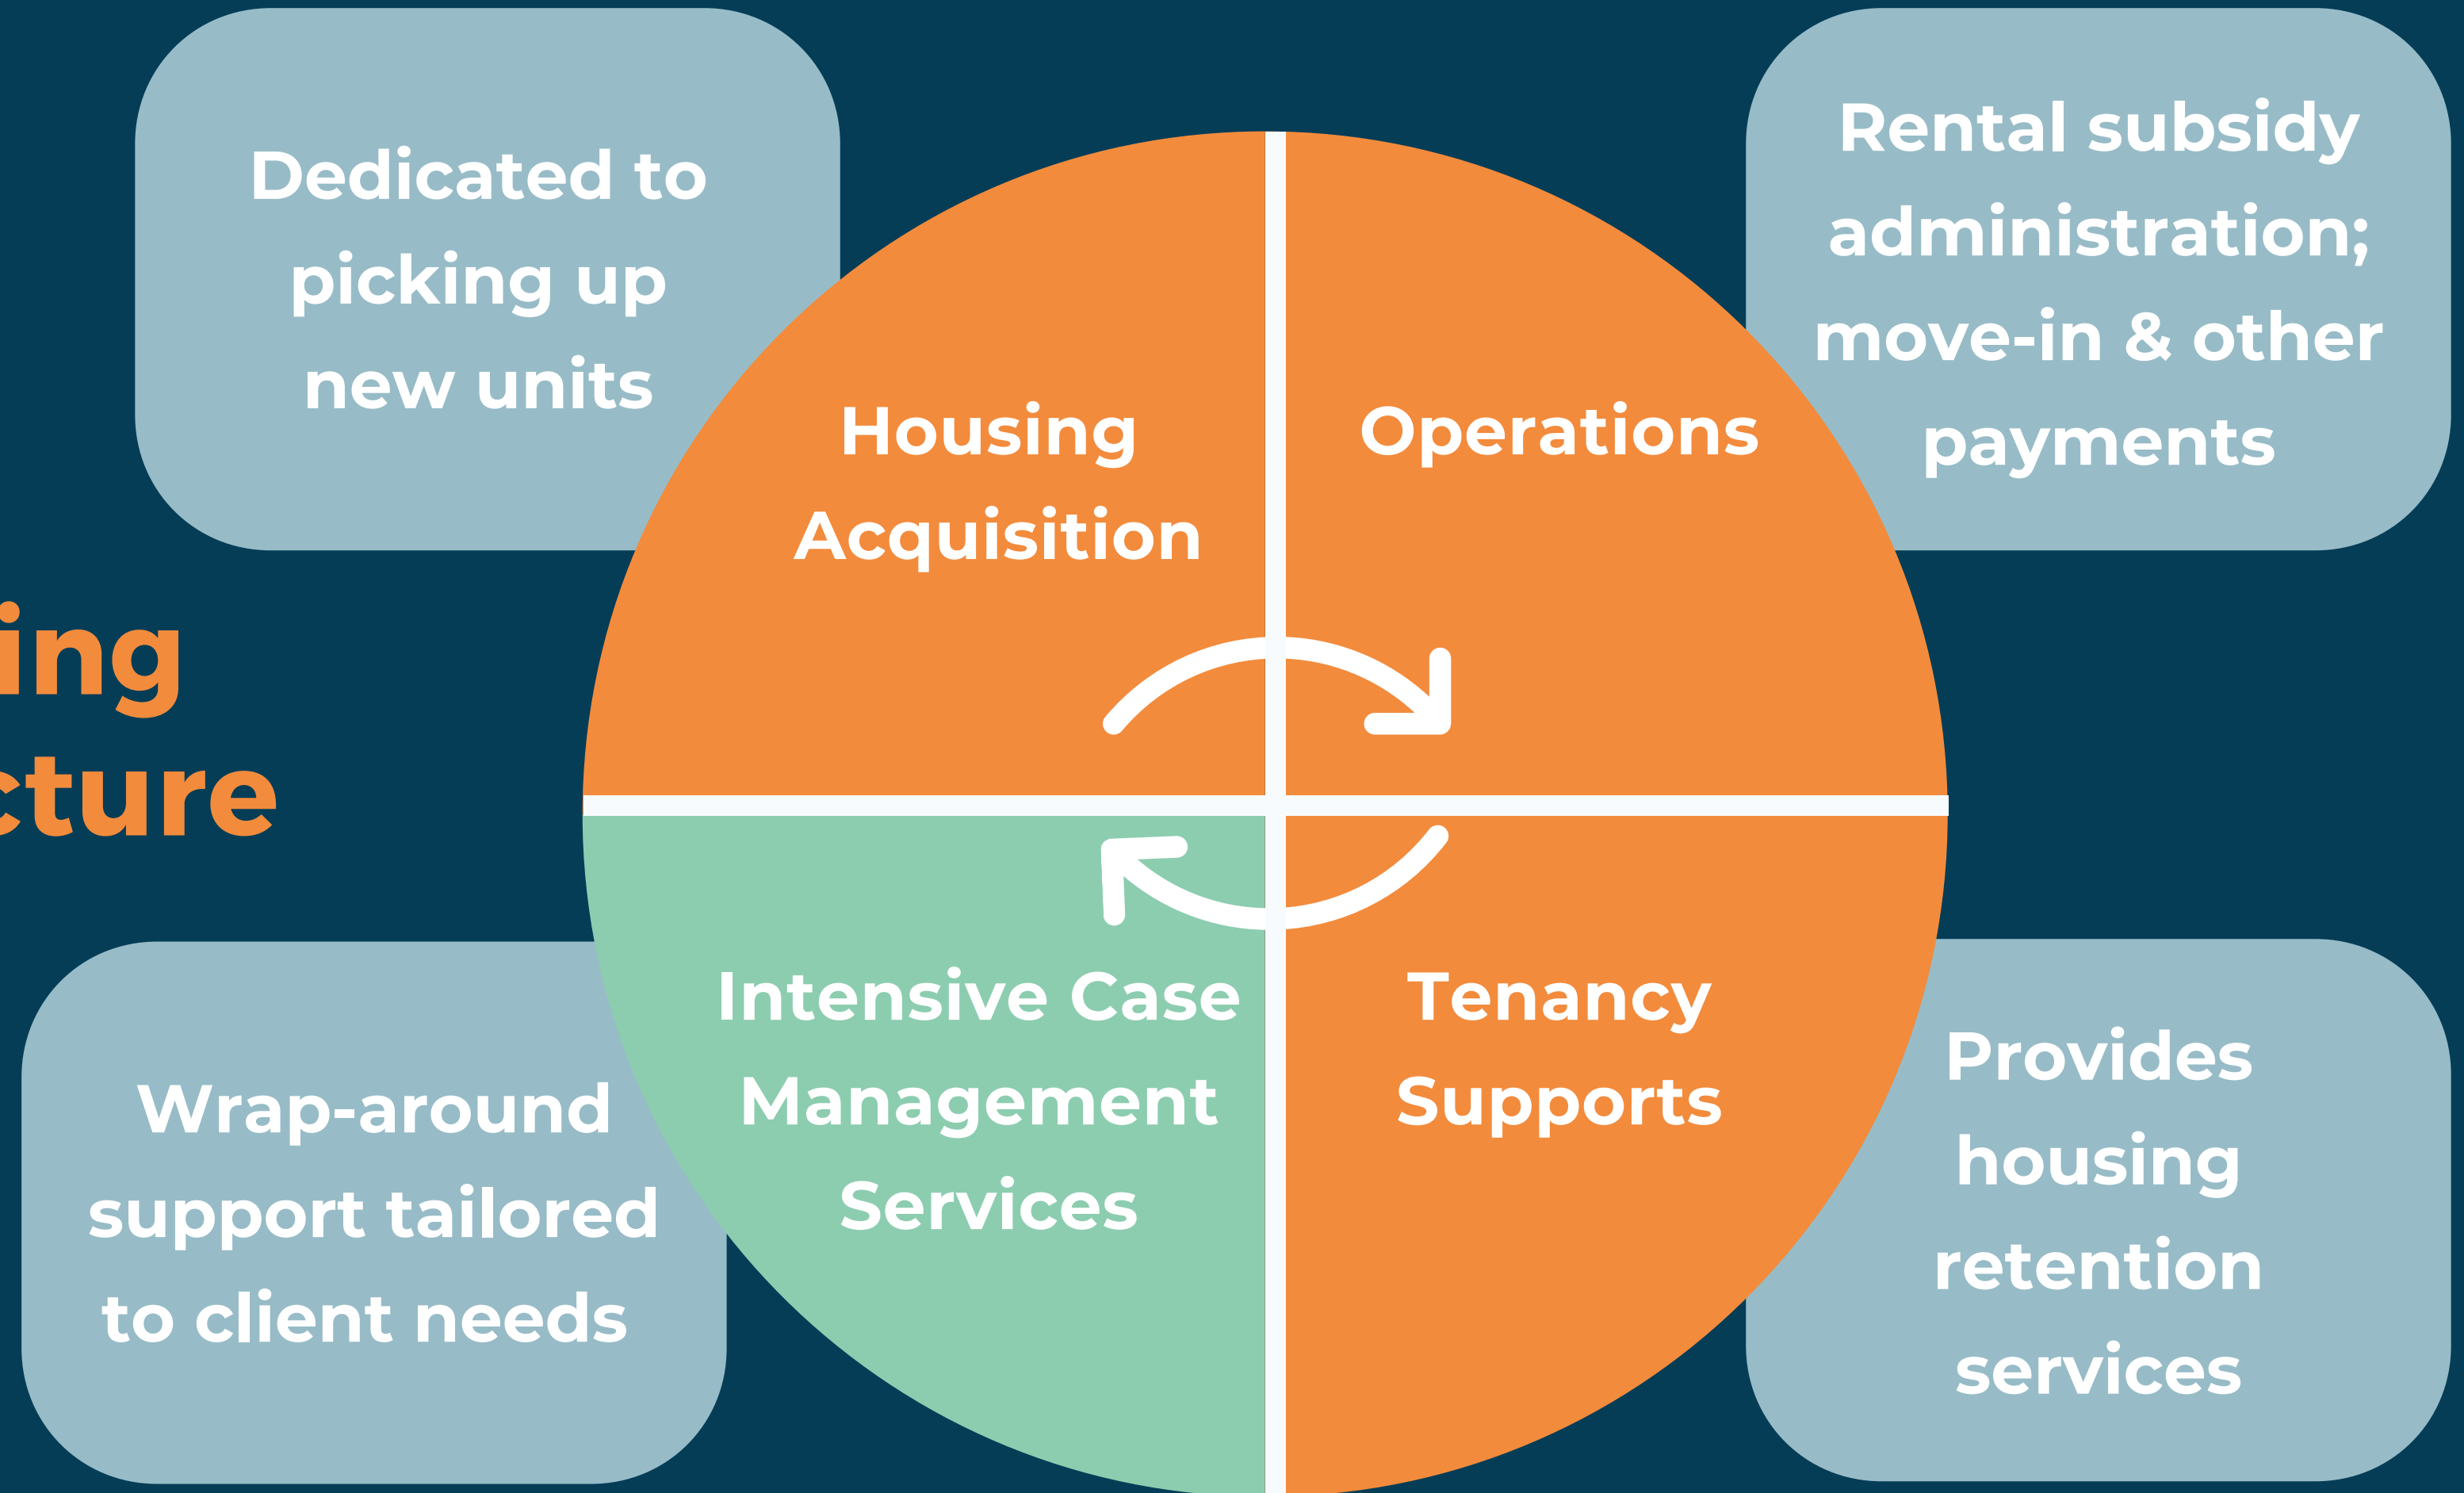 Dedicated to
picking up
new units
Rental subsidy
administration;
move-in & other
payments
Housing
Acquisition
Operations
ing
cture
Intensive Case
Management
Services
Tenancy
Supports
Wrap-around
support tailored
to client needs
Provides
housing
retention
services